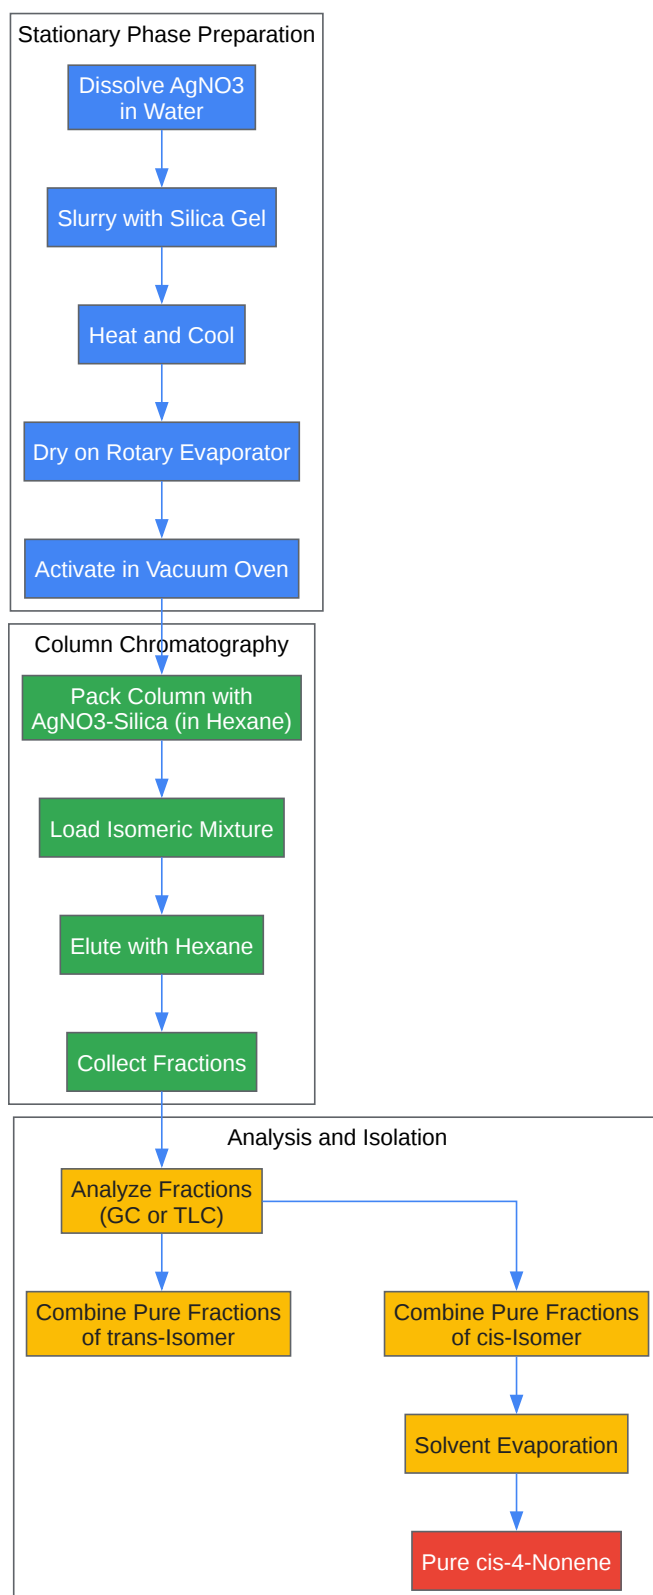 Stationary Phase Preparation
Dissolve AgNO3
in Water
Slurry with Silica Gel
Heat and Cool
Dry on Rotary Evaporator
Activate in Vacuum Oven
Column Chromatography
Pack Column with
AgNO3-Silica (in Hexane)
Load Isomeric Mixture
Elute with Hexane
Collect Fractions
Analysis and Isolation
Analyze Fractions
(GC or TLC)
Combine Pure Fractions
of trans-Isomer
Combine Pure Fractions
of cis-Isomer
Solvent Evaporation
Pure cis-4-Nonene